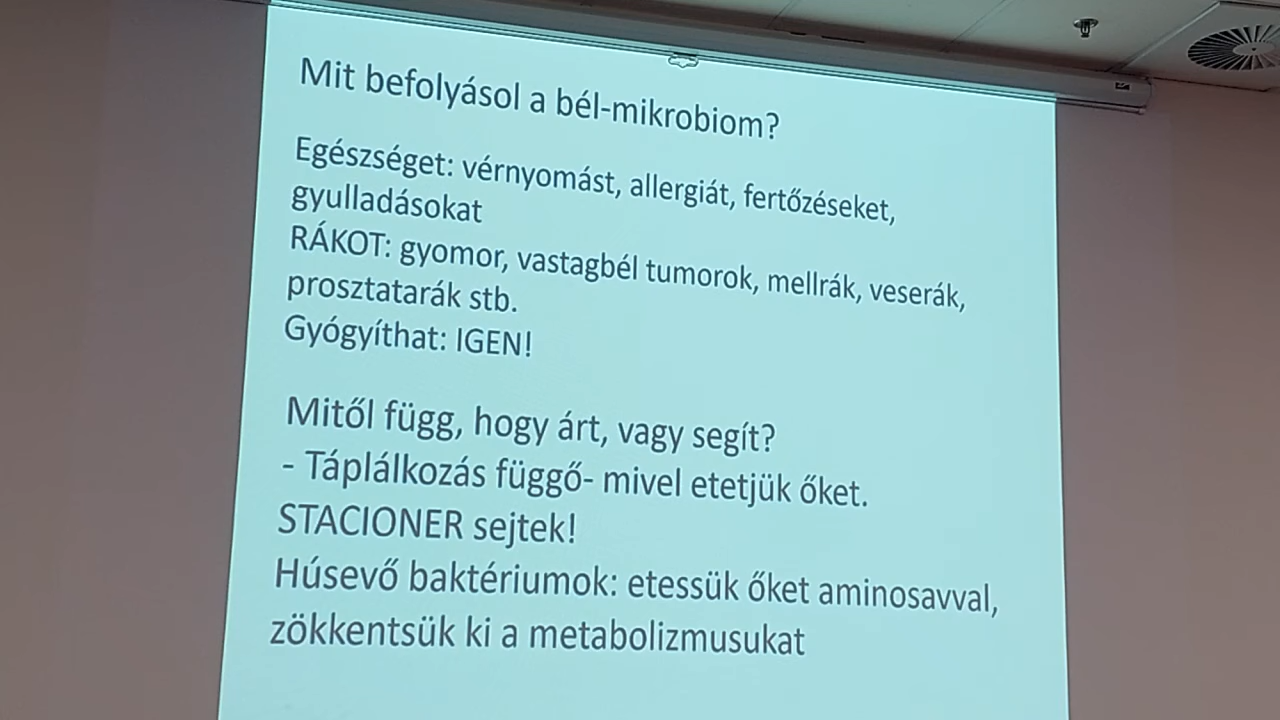 Mit befolyásol a bél-mikrobiom?
Egészséget: vérnyomást, allergiát, fertőzéseket,
gyulladásokat
RÁKOT: gyomor, vastagbél tumorok, mellrák, veserák,
prosztatarák stb.
Gyógyíthat: IGEN!
Mitől függ, hogy árt, vagy segít?
- Táplálkozás függő- mivel etetjük őket.
STACIONER sejtek!
Húsevő baktériumok: etessük őket aminosavval,
zökkentsük ki a metabolizmusukat